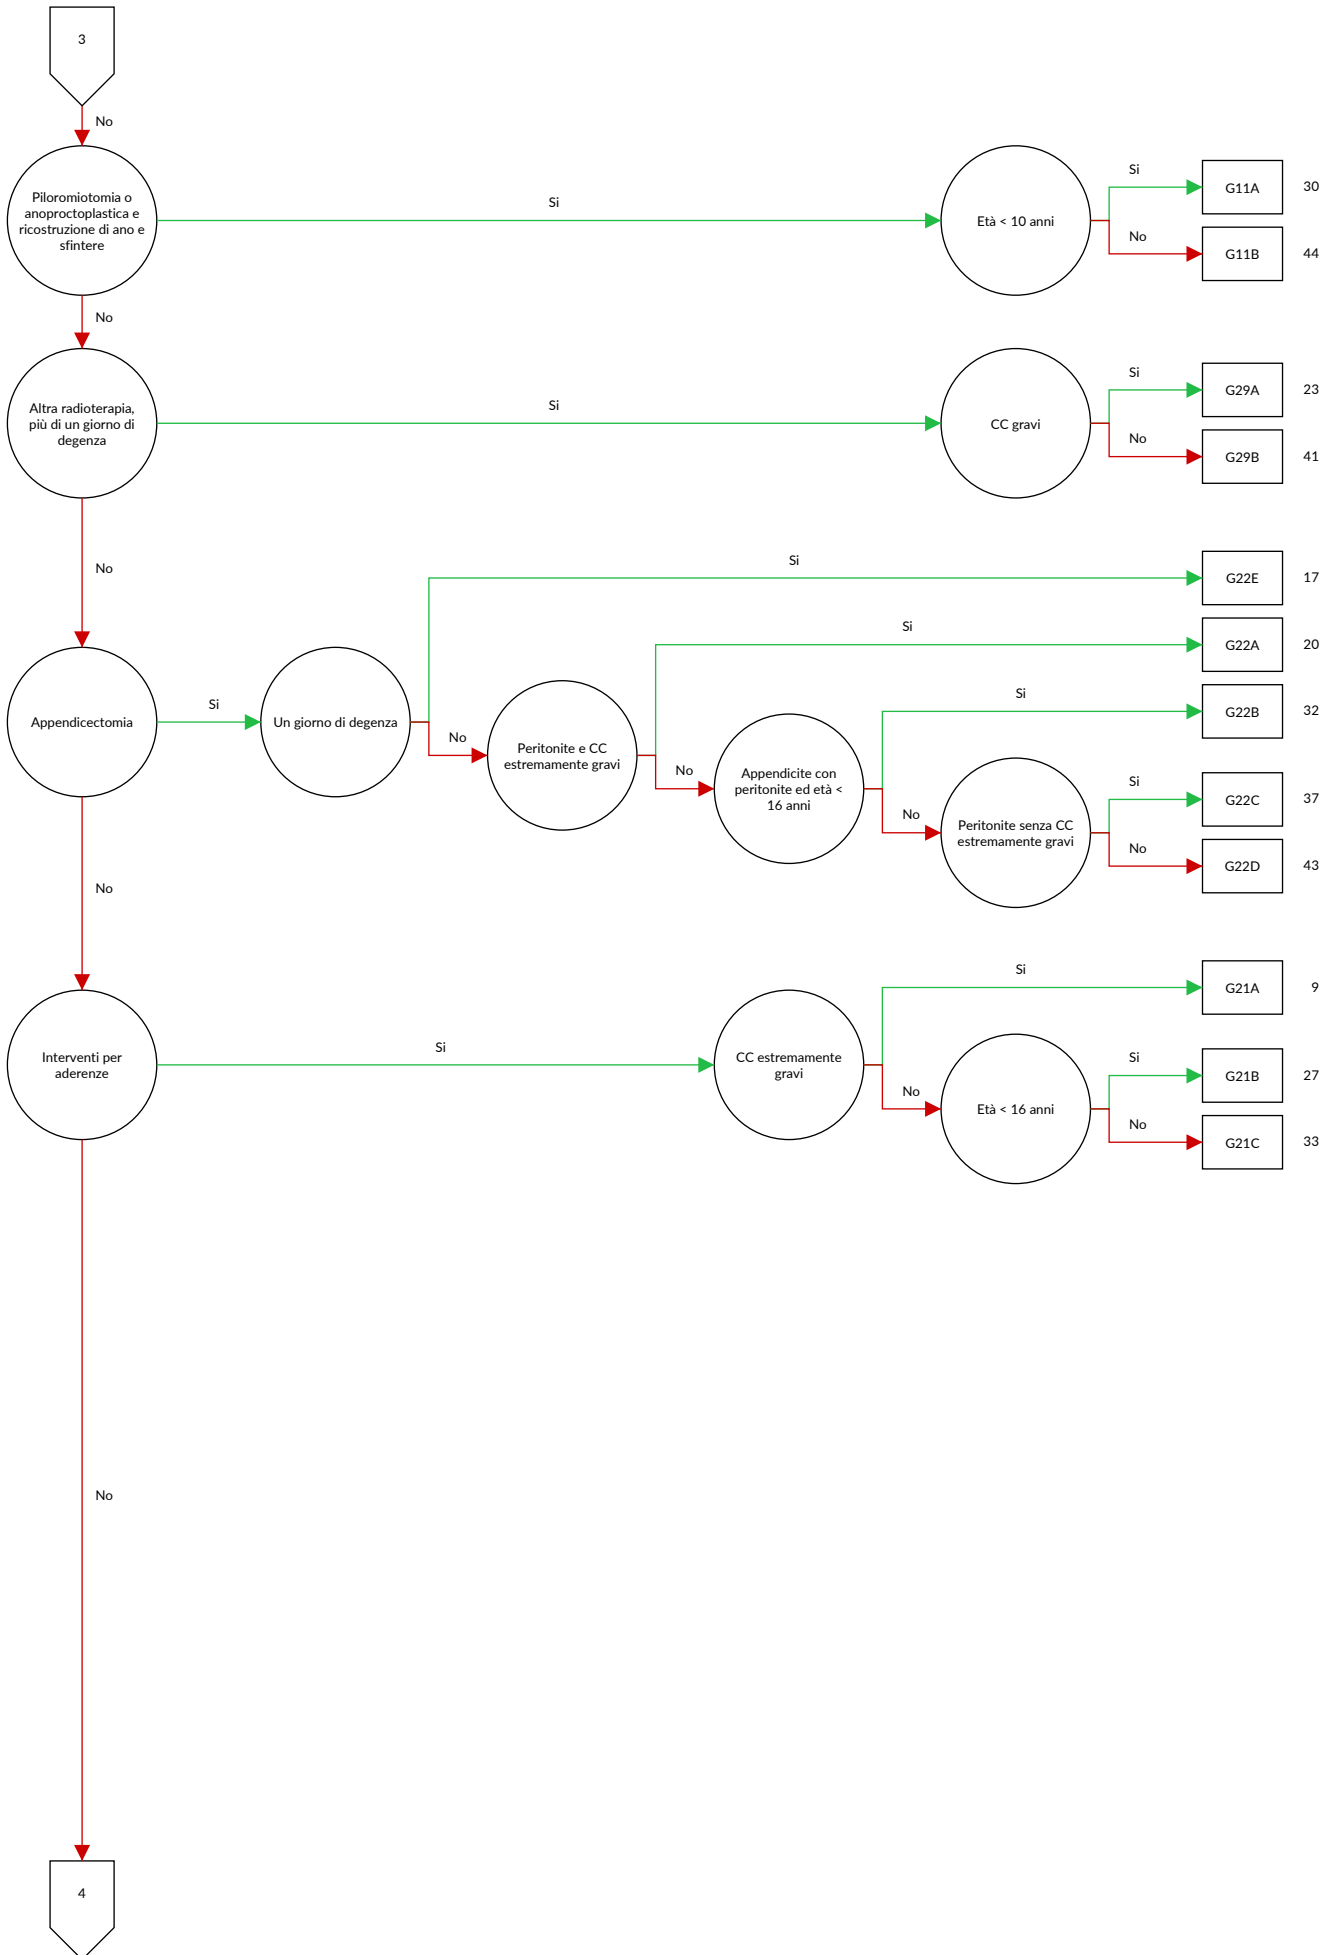 3
No
Piloromiotomia o
anoproctoplastica e
ricostruzione di ano e
sfintere
Si
Età < 10 anni
Si
G11A
30
No
G11B
44
No
Altra radioterapia,
più di un giorno di
degenza
Si
CC gravi
Si
G29A
23
No
G29B
41
No
Appendicectomia
Si
Un giorno di degenza
Si
G22E
17
No
Peritonite e CC
estremamente gravi
Si
G22A
20
No
Appendicite con
peritonite ed età <
16 anni
Si
G22B
32
No
Peritonite senza CC
estremamente gravi
Si
G22C
37
No
G22D
43
No
Interventi per
aderenze
Si
CC estremamente
gravi
Si
G21A
9
No
Età < 16 anni
Si
G21B
27
No
G21C
33
No
4